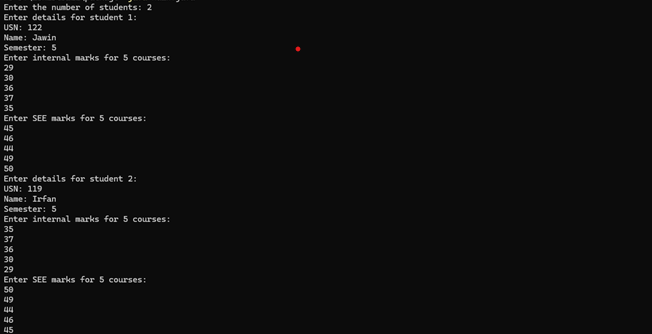 Enter the number of students: 2
Enter details for student 1:
USN: 122
Name: Jawin
Semester: 5
Enter internal marks for 5 courses:
29
30
36
37
35
Enter SEE marks for 5 courses:
45
46
44
49
50
Enter details for student 2:
USN: 119
Name: Irfan
Semester: 5
Enter internal marks for 5 courses:
35
37
36
30
29
Enter SEE marks for 5 courses:
50
49
44
46
45